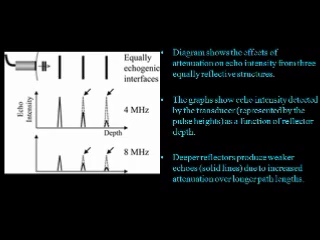 Equally
echogenic
interfaces
Echo
Intensity
4 MHz
Depth
8 MHz
Diagram shows the effects of
attenuation on echo intensity from three
equally reflective structures.
The graphs show echo intensity detected
by the transducer (represented by the
pulse heights) as a function of reflector
depth.
Deeper reflectors produce weaker
echoes (solid lines) due to increased
attenuation over longer path lengths.